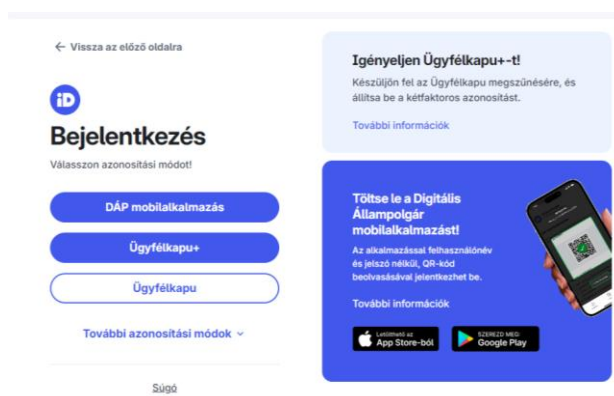 ← Vissza az előző oldalra
iD
Bejelentkezés
Válasszon azonosítási módot!
DÁP mobilalkalmazás
Ügyfélkapu+
Ügyfélkapu
További azonosítási módok
Súgó
Igényeljen Ügyfélkapu+-t!
Készüljön fel az Ügyfélkapu megszűnésére, és
állítsa be a kétfaktoros azonosítást.
További információk
Töltse le a Digitális
Állampolgár
mobilalkalmazást!
Az alkalmazással felhasználónév
és jelszó nélkül, QR-kód
beolvasásával jelentkezhet be.
További információk
Letölthető az
App Store-ból
SZEREZD MEG:
Google Play